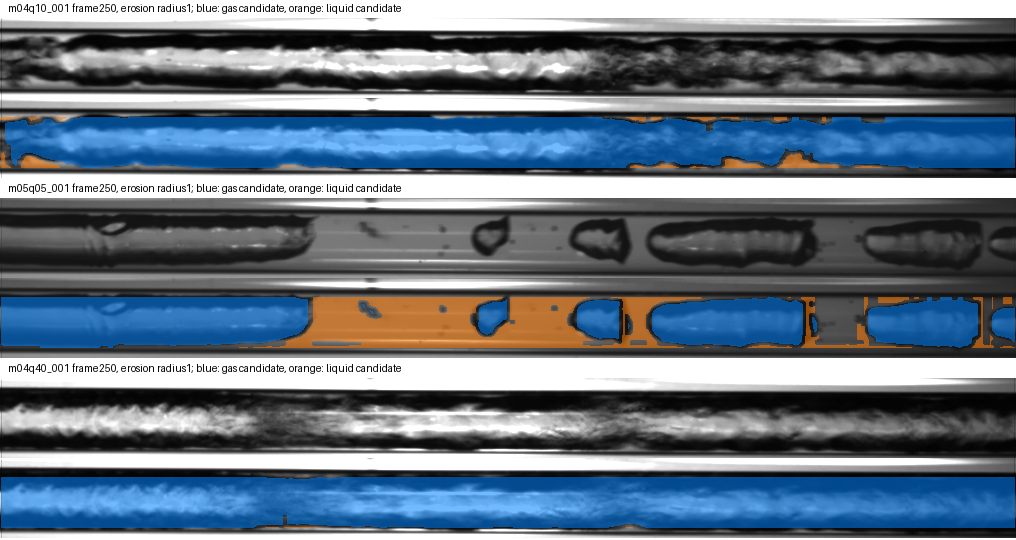 m04q10_001 frame250, erosion radius1; blue: gas candidate, orange: liquid candidate
m05q05_001 frame250, erosion radius1; blue: gas candidate, orange: liquid candidate
m04q40_001 frame250, erosion radius1; blue: gas candidate, orange: liquid candidate